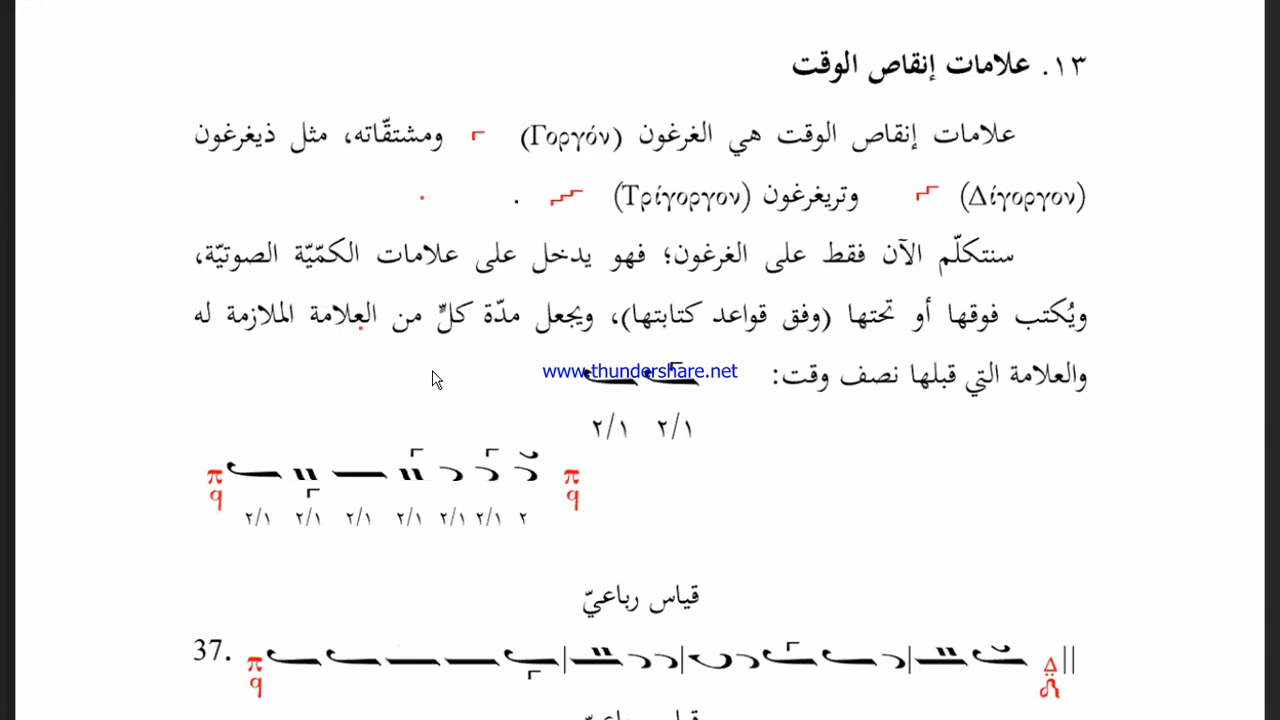 ١٣. علامات إنقاص الوقت
علامات إنقاص الوقت هي الغرغون (Γοργόν) ومشتقّاته، مثل ذيغرغون
(Δίγοργον) وتريغرغون (Τρίγοργον) .
سنتكلّم الآن فقط على الغرغون؛ فهو يدخل على علامات الكمّيّة الصوتيّة،
ويُكتب فوقها أو تحتها (وفق قواعد كتابتها)، ويجعل مدّة كلٍّ من العلامة الملازمة له
والعلامة التي قبلها نصف وقت:
www.thundershare.net
٢/١ ٢/١
π q π q
٢/١ ٢/١ ٢/١ ٢/١ ٢/١ ٢/١ ٢
قياس رباعيّ
37. π q Δ